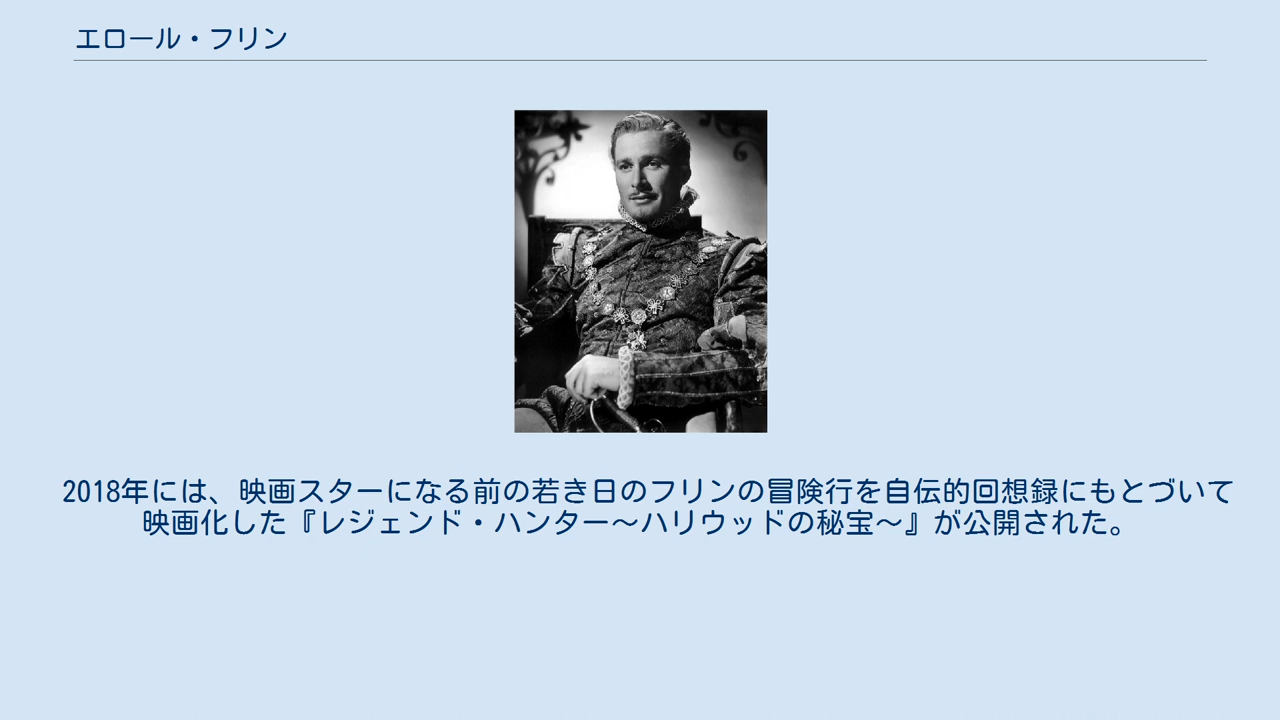 エロール・フリン
2018年には、映画スターになる前の若き日のフリンの冒険行を自伝的回想録にもとづいて
映画化した『レジェンド・ハンター～ハリウッドの秘宝～』が公開された。